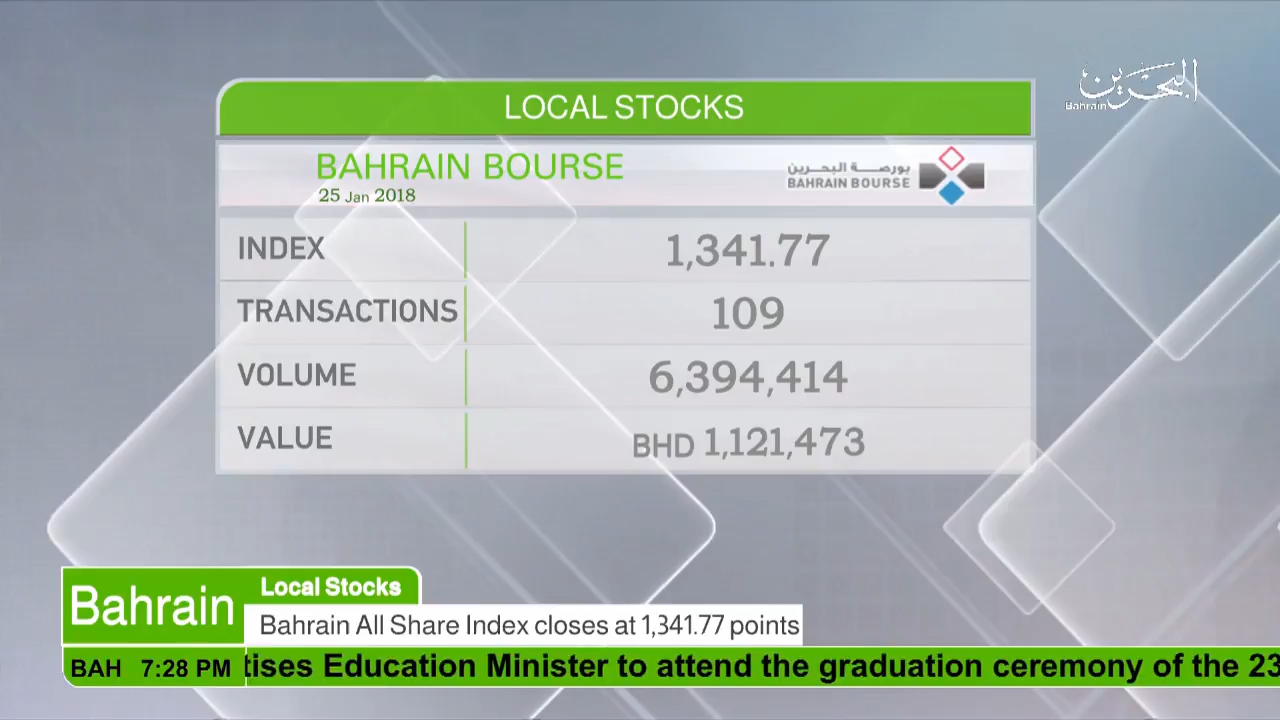 البحرين
Bahrain
LOCAL STOCKS
BAHRAIN BOURSE
25 Jan 2018
بورصة البحرين
BAHRAIN BOURSE
INDEX 1,341.77
TRANSACTIONS 109
VOLUME 6,394,414
VALUE BHD 1,121,473
Bahrain
Local Stocks
Bahrain All Share Index closes at 1,341.77 points
BAH 7:28 PM tises Education Minister to attend the graduation ceremony of the 23